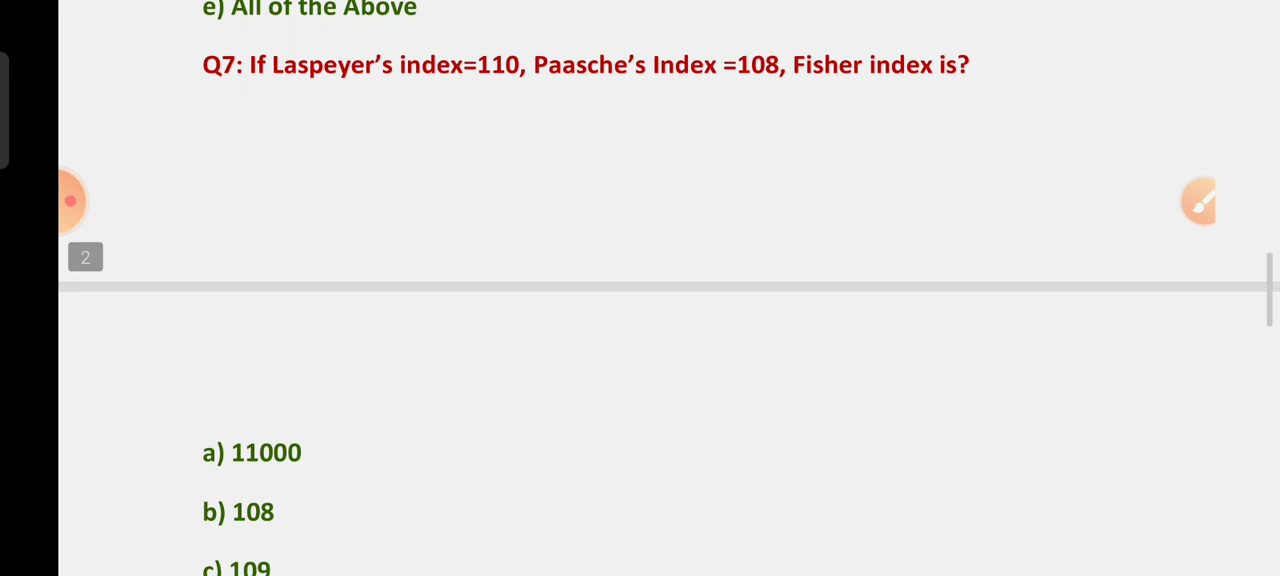 e) All of the Above
Q7: If Laspeyer’s index=110, Paasche’s Index =108, Fisher index is?
2
a) 11000
b) 108
c) 109